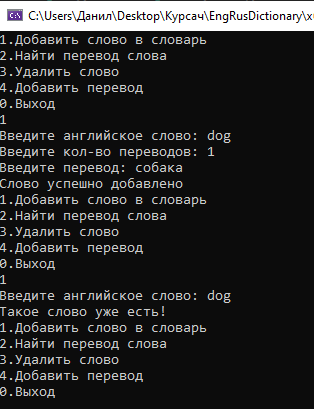 C:\Users\Данил\Desktop\Курсач\EngRusDictionary\x
1.Добавить слово в словарь
2.Найти перевод слова
3.Удалить слово
4.Добавить перевод
0.Выход
1
Введите английское слово: dog
Введите кол-во переводов: 1
Введите перевод: собака
Слово успешно добавлено
1.Добавить слово в словарь
2.Найти перевод слова
3.Удалить слово
4.Добавить перевод
0.Выход
1
Введите английское слово: dog
Такое слово уже есть!
1.Добавить слово в словарь
2.Найти перевод слова
3.Удалить слово
4.Добавить перевод
0.Выход